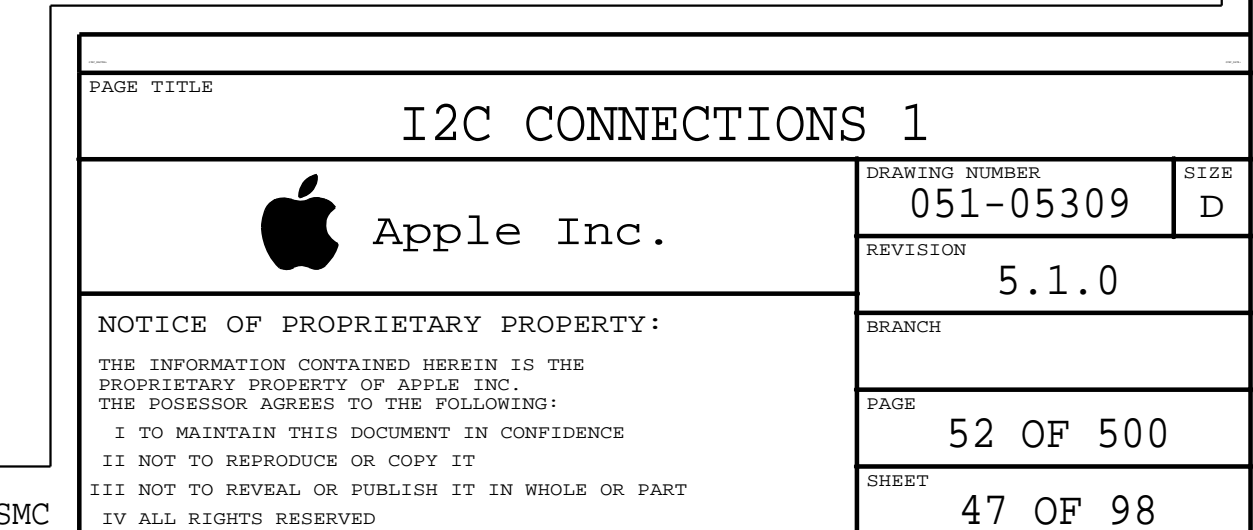 PAGE TITLE
I2C CONNECTIONS 1
Apple Inc.
DRAWING NUMBER
051-05309
SIZE
D
REVISION
5.1.0
BRANCH
NOTICE OF PROPRIETARY PROPERTY:
THE INFORMATION CONTAINED HEREIN IS THE
PROPRIETARY PROPERTY OF APPLE INC.
THE POSESSOR AGREES TO THE FOLLOWING:
I TO MAINTAIN THIS DOCUMENT IN CONFIDENCE
II NOT TO REPRODUCE OR COPY IT
III NOT TO REVEAL OR PUBLISH IT IN WHOLE OR PART
IV ALL RIGHTS RESERVED
PAGE
52 OF 500
SHEET
47 OF 98
SMC